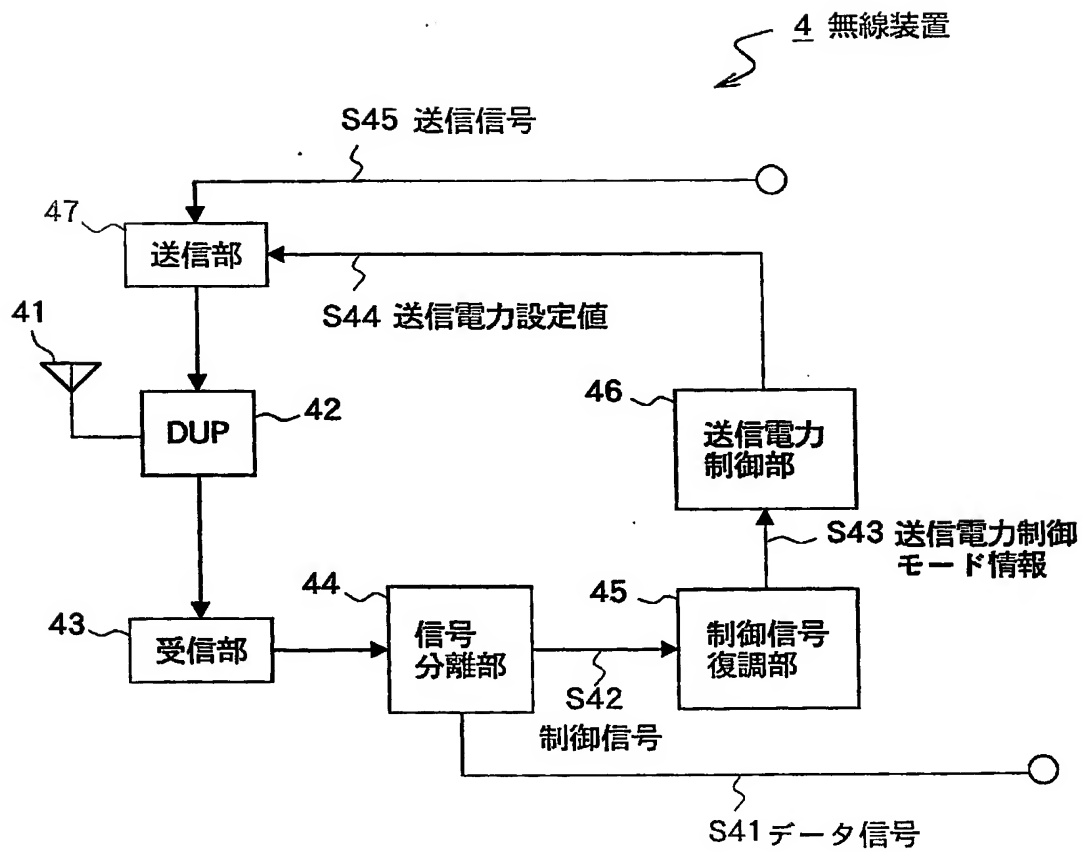 4 無線装置
S45 送信信号
47
送信部
S44 送信電力設定値
41
DUP
42
46
送信電力
制御部
S43 送信電力制御
モード情報
43
受信部
44
信号
分離部
45
制御信号
復調部
S42
制御信号
S41データ信号